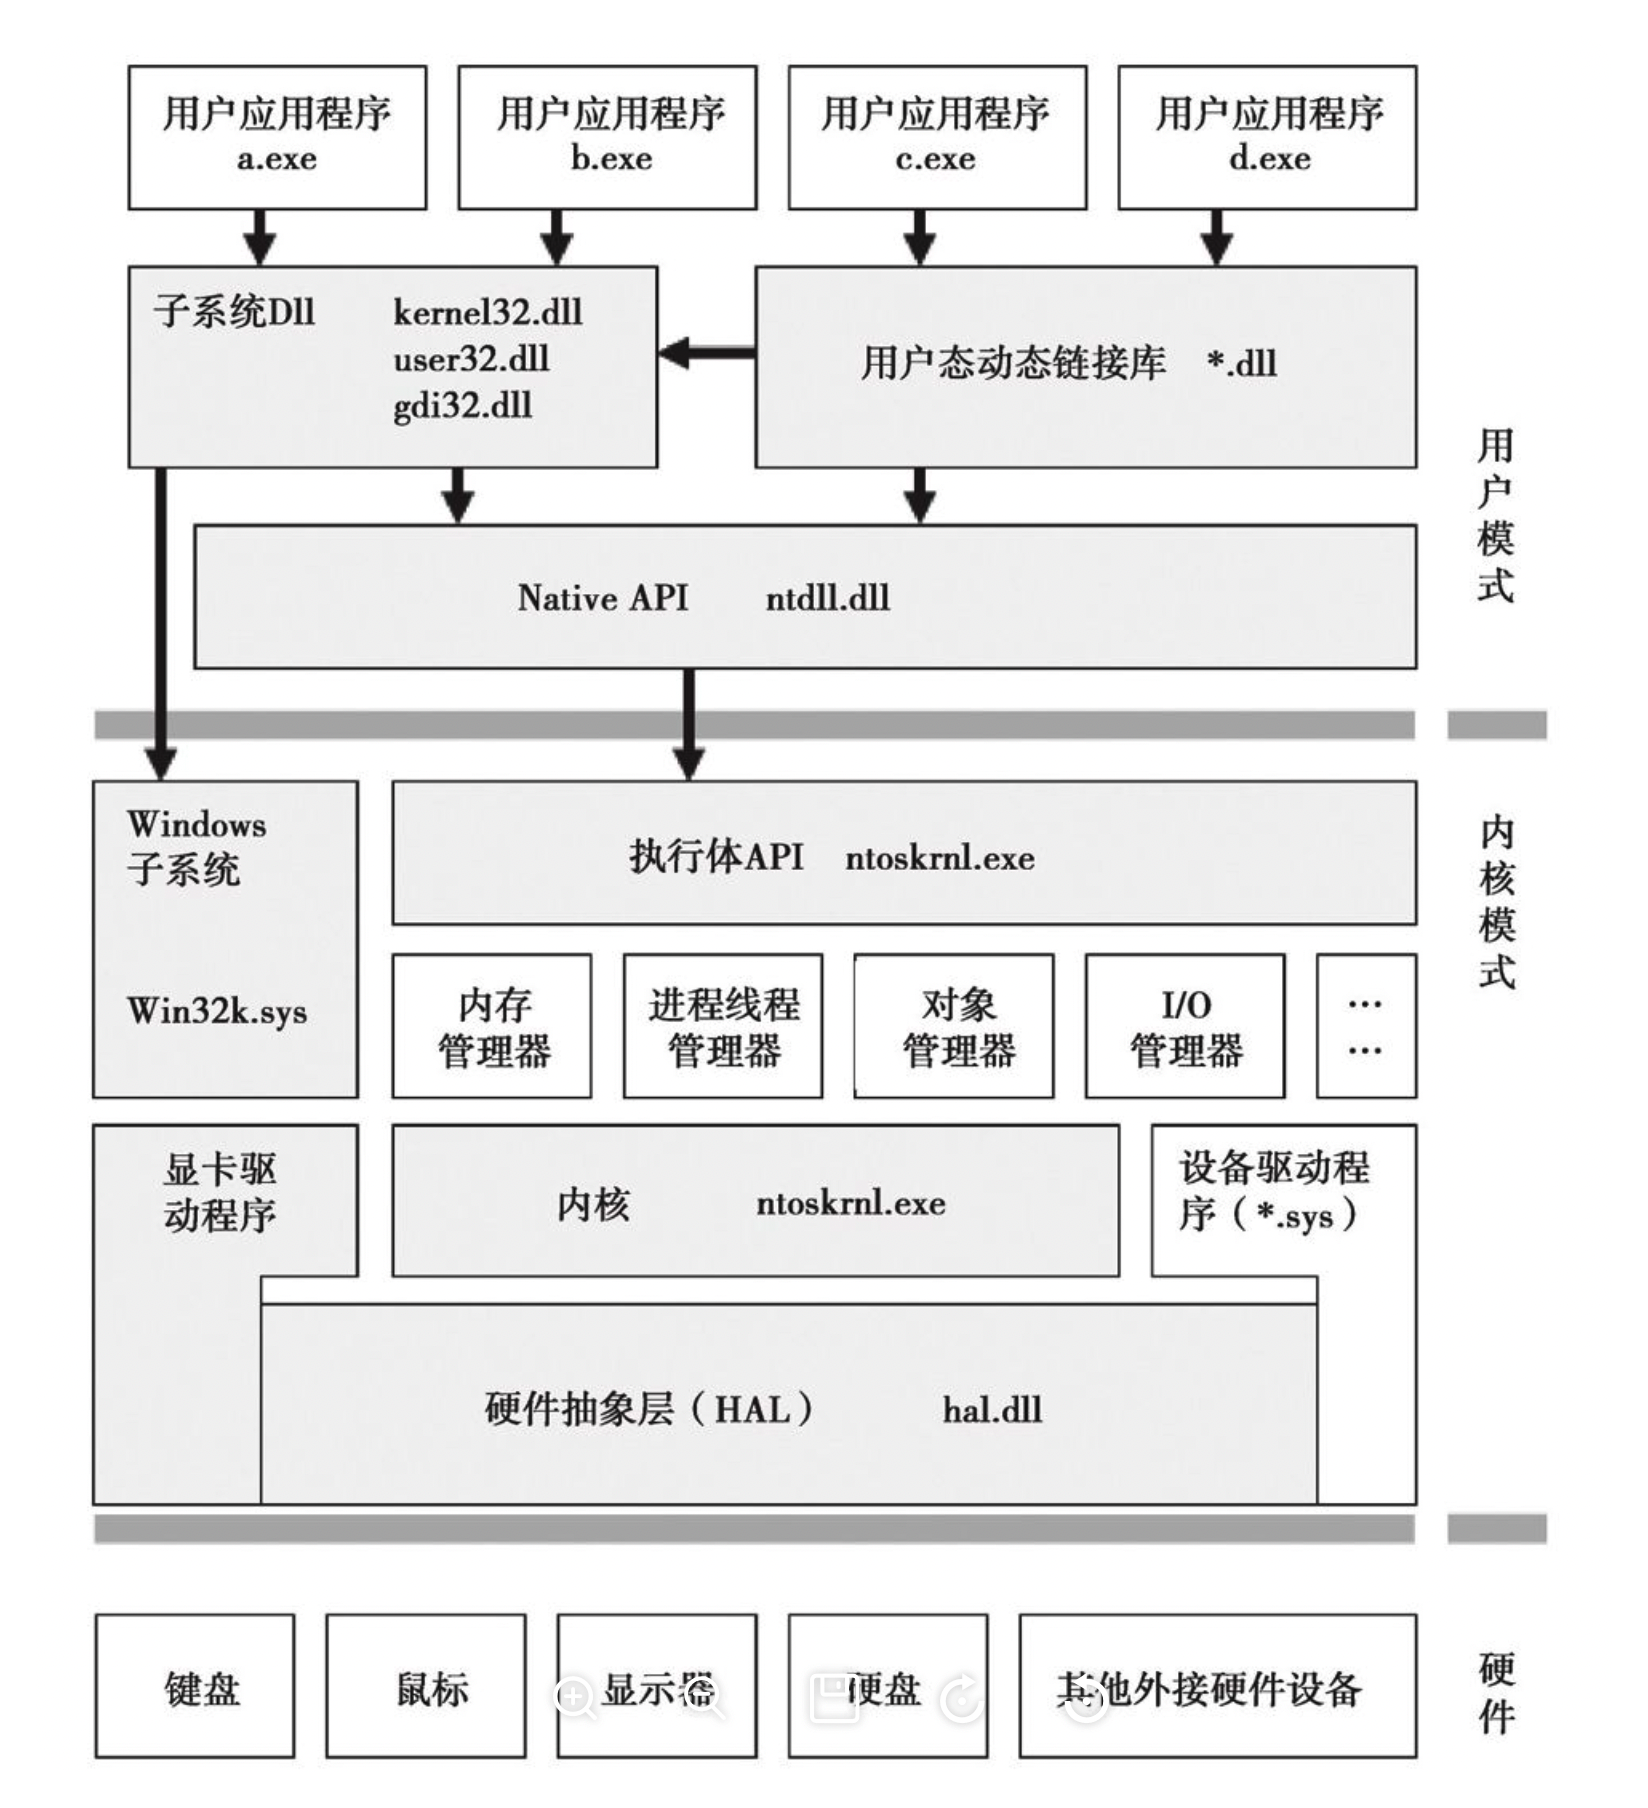 用户应用程序
a.exe
用户应用程序
b.exe
用户应用程序
c.exe
用户应用程序
d.exe
子系统Dll kernel32.dll
user32.dll
gdi32.dll
用户态动态链接库 *.dll
Native API ntdll.dll
用户模式
Windows
子系统
Win32k.sys
执行体API ntoskrnl.exe
内存
管理器
进程线程
管理器
对象
管理器
I/O
管理器
…
…
内核模式
显卡驱
动程序
内核 ntoskrnl.exe
设备驱动程
序（*.sys）
硬件抽象层（HAL） hal.dll
键盘
鼠标
显示器
硬盘
其他外接硬件设备
硬件